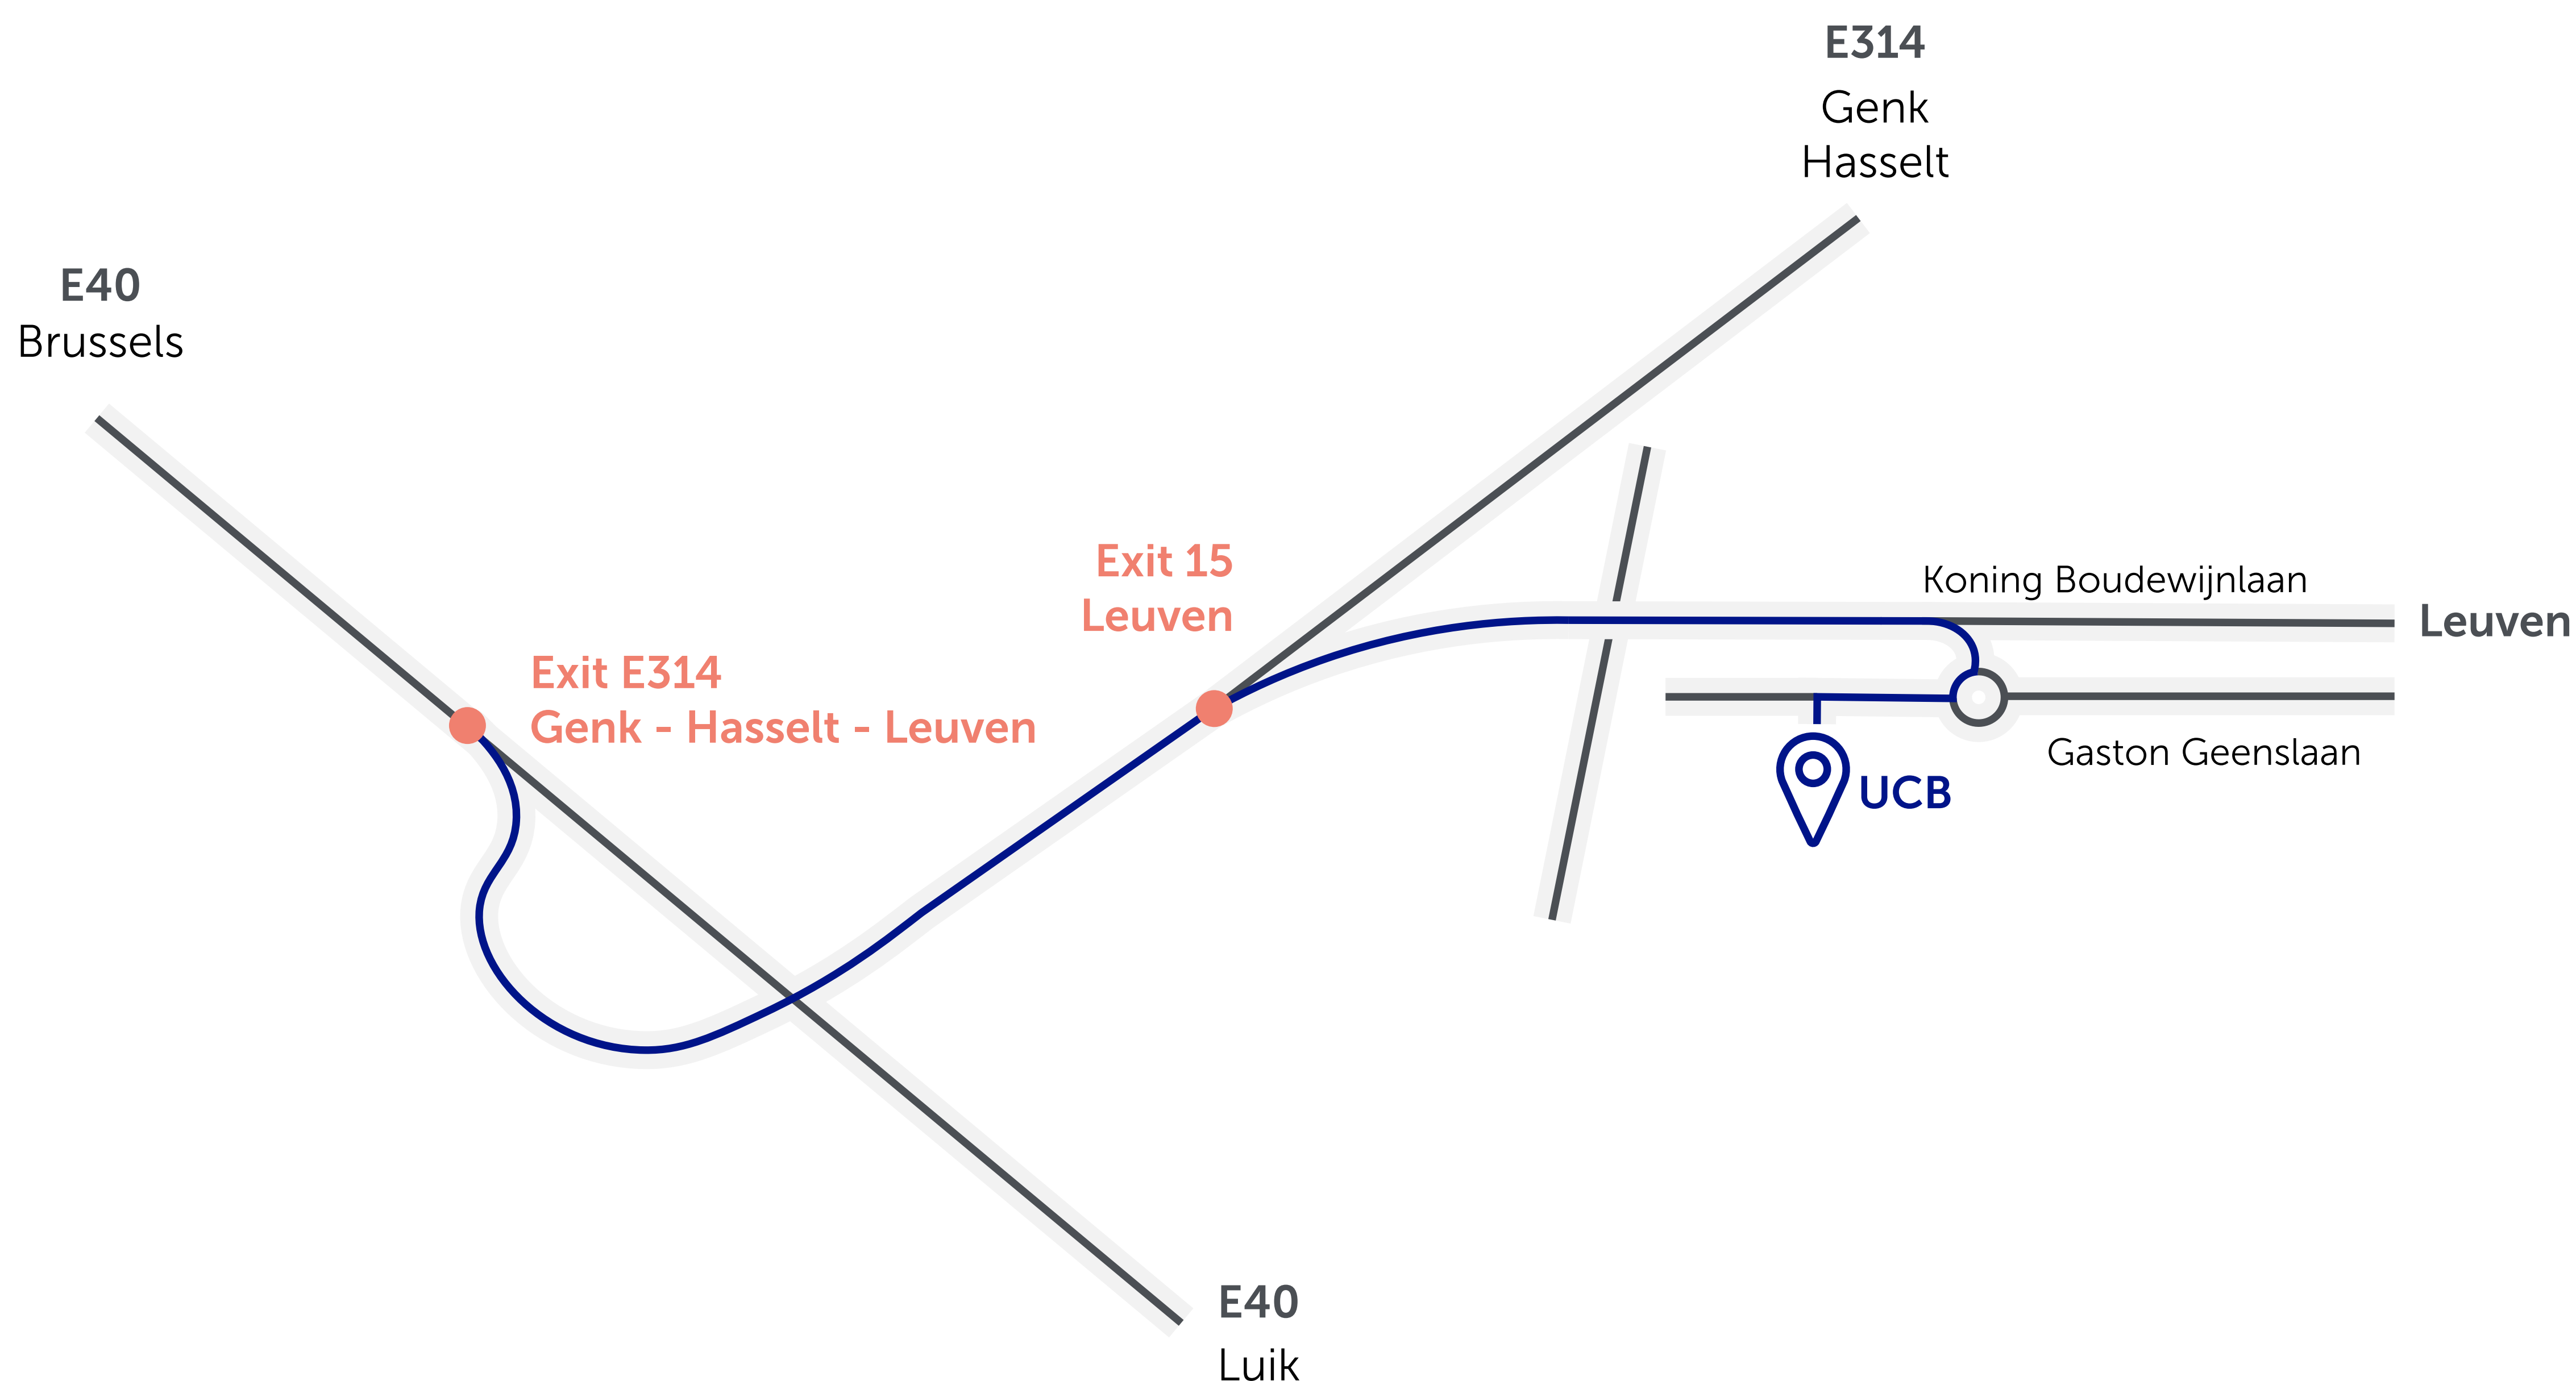 E314
Genk
Hasselt
E40
Brussels
Exit 15
Leuven
Koning Boudewijnlaan
Leuven
Exit E314
Genk - Hasselt - Leuven
Gaston Geenslaan
UCB
E40
Luik